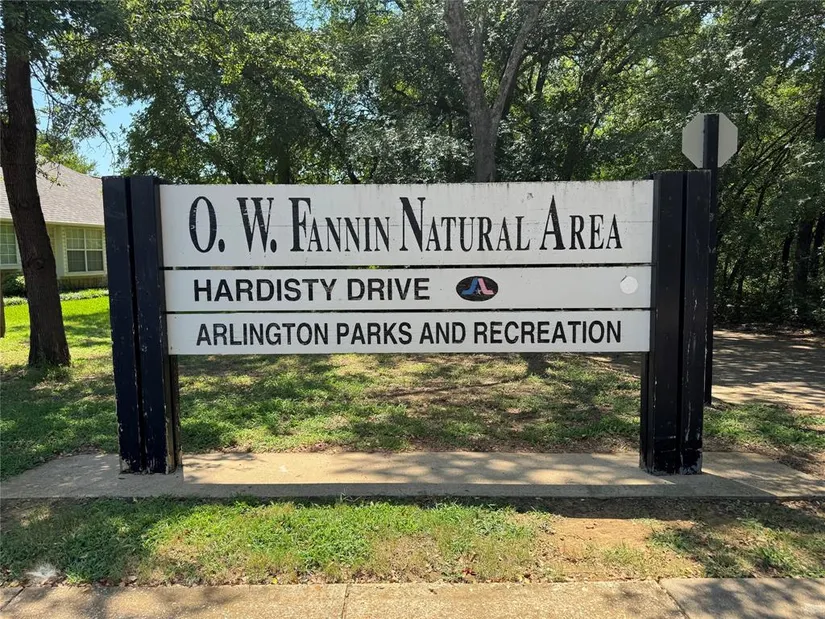 O. W. FANNIN NATURAL AREA
HARDISTY DRIVE
ARLINGTON PARKS AND RECREATION